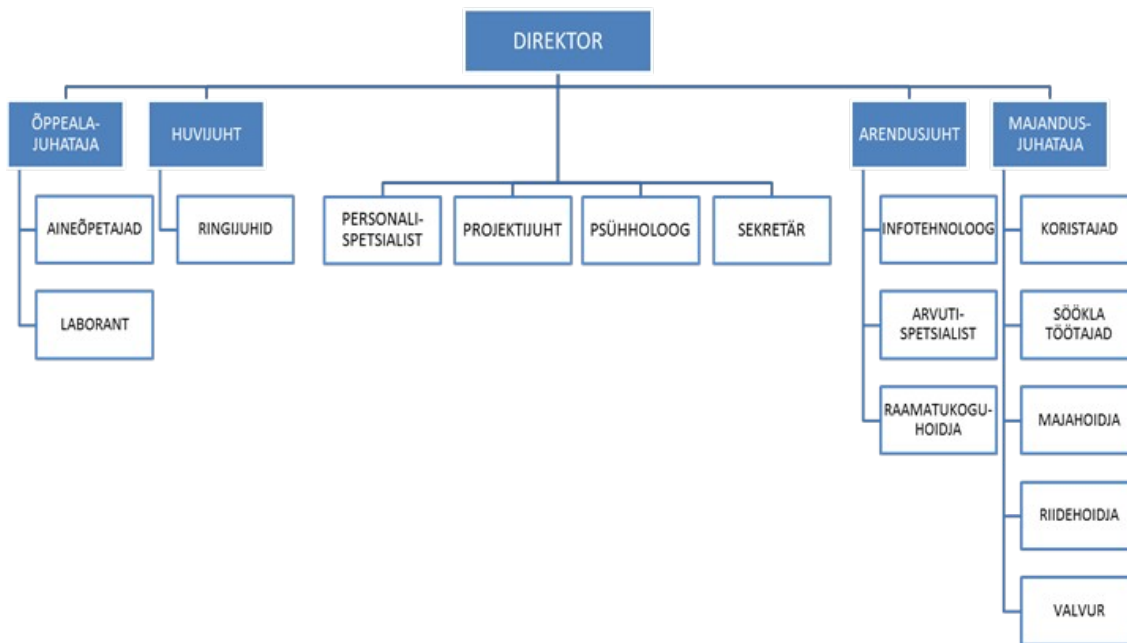 DIREKTOR
ÕPPEALA-
JUHATAJA
HUVIJUHT
ARENDUSJUHT
MAJANDUS-
JUHATAJA
AINEÕPETAJAD
RINGIJUHID
PERSONALI-
SPETSIALIST
PROJEKTIJUHT
PSÜHHOLOOG
SEKRETÄR
INFOTEHNOLOOG
KORISTAJAD
LABORANT
ARVUTI-
SPETSIALIST
SÖÖKLA
TÖÖTAJAD
RAAMATUKOGU-
HOIDJA
MAJAHOIDJA
RIIDEHOIDJA
VALVUR